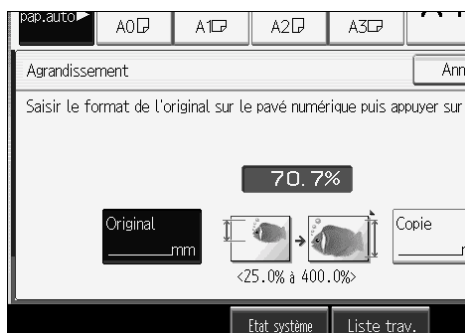 pap.auto►
A0 A1 A2 A3
Agrandissement
Saisir le format de l'original sur le pavé numérique puis appuyer sur
70.7%
Original
mm
Copie
<25.0% à 400.0%>
Etat système Liste trav.